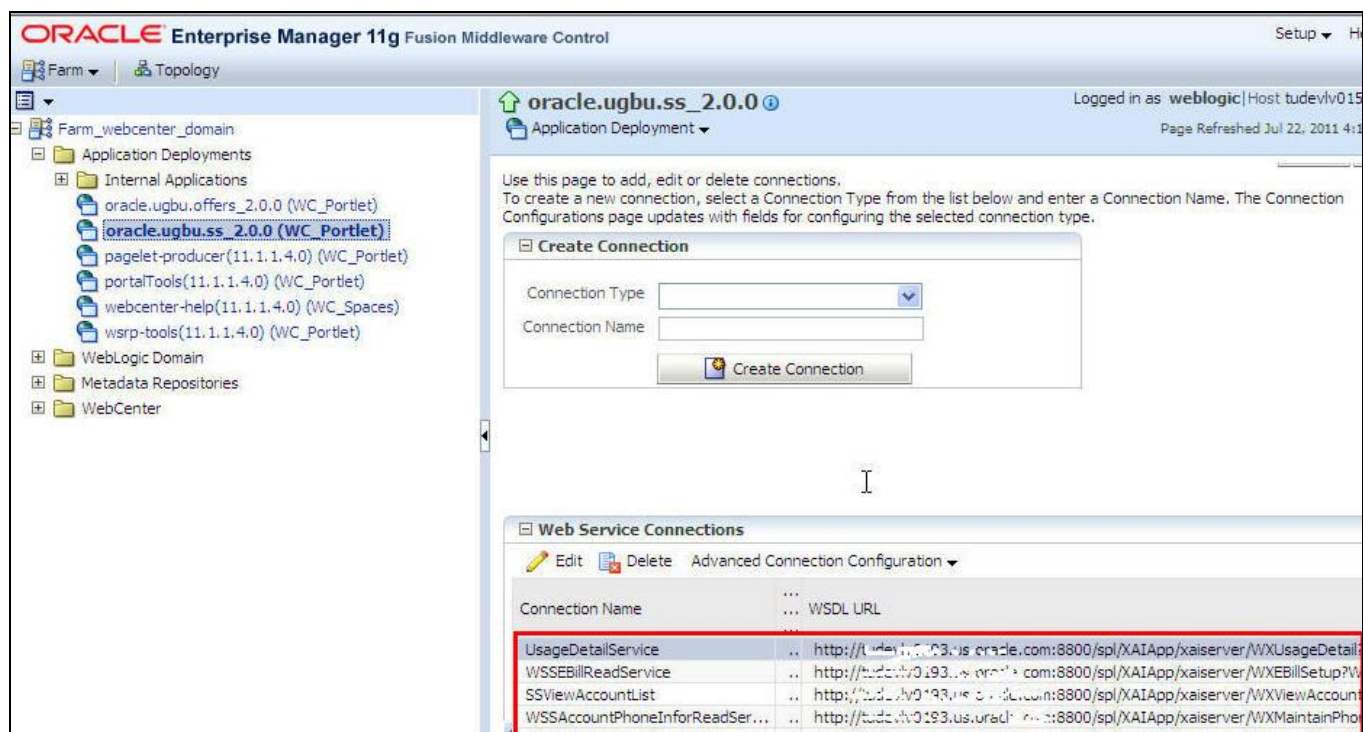 ORACLE Enterprise Manager 11g Fusion Middleware Control
Setup
Farm Topology
Farm_webcenter_domain
Application Deployments
Internal Applications
oracle.ugbu.offers_2.0.0 (WC_Portlet)
oracle.ugbu.ss_2.0.0 (WC_Portlet)
pagelet-producer(11.1.1.4.0) (WC_Portlet)
portalTools(11.1.1.4.0) (WC_Portlet)
webcenter-help(11.1.1.4.0) (WC_Spaces)
wsrp-tools(11.1.1.4.0) (WC_Portlet)
WebLogic Domain
Metadata Repositories
WebCenter
oracle.ugbu.ss_2.0.0
Logged in as weblogic|Host tudevlv015
Application Deployment
Page Refreshed Jul 22, 2011 4:1
Use this page to add, edit or delete connections.
To create a new connection, select a Connection Type from the list below and enter a Connection Name. The Connection
Configurations page updates with fields for configuring the selected connection type.
Create Connection
Connection Type
Connection Name
Create Connection
Web Service Connections
Edit Delete Advanced Connection Configuration
Connection Name ... WSDL URL
UsageDetailService .. :8800/spl/XAIApp/xaiserver/WXUsageDetail
WSSEBillReadService .. :8800/spl/XAIApp/xaiserver/WXEBillSetup?W
SSViewAccountList .. :8800/spl/XAIApp/xaiserver/WXViewAccount
WSSAccountPhoneInforReadSer... .. :8800/spl/XAIApp/xaiserver/WXMaintainPho